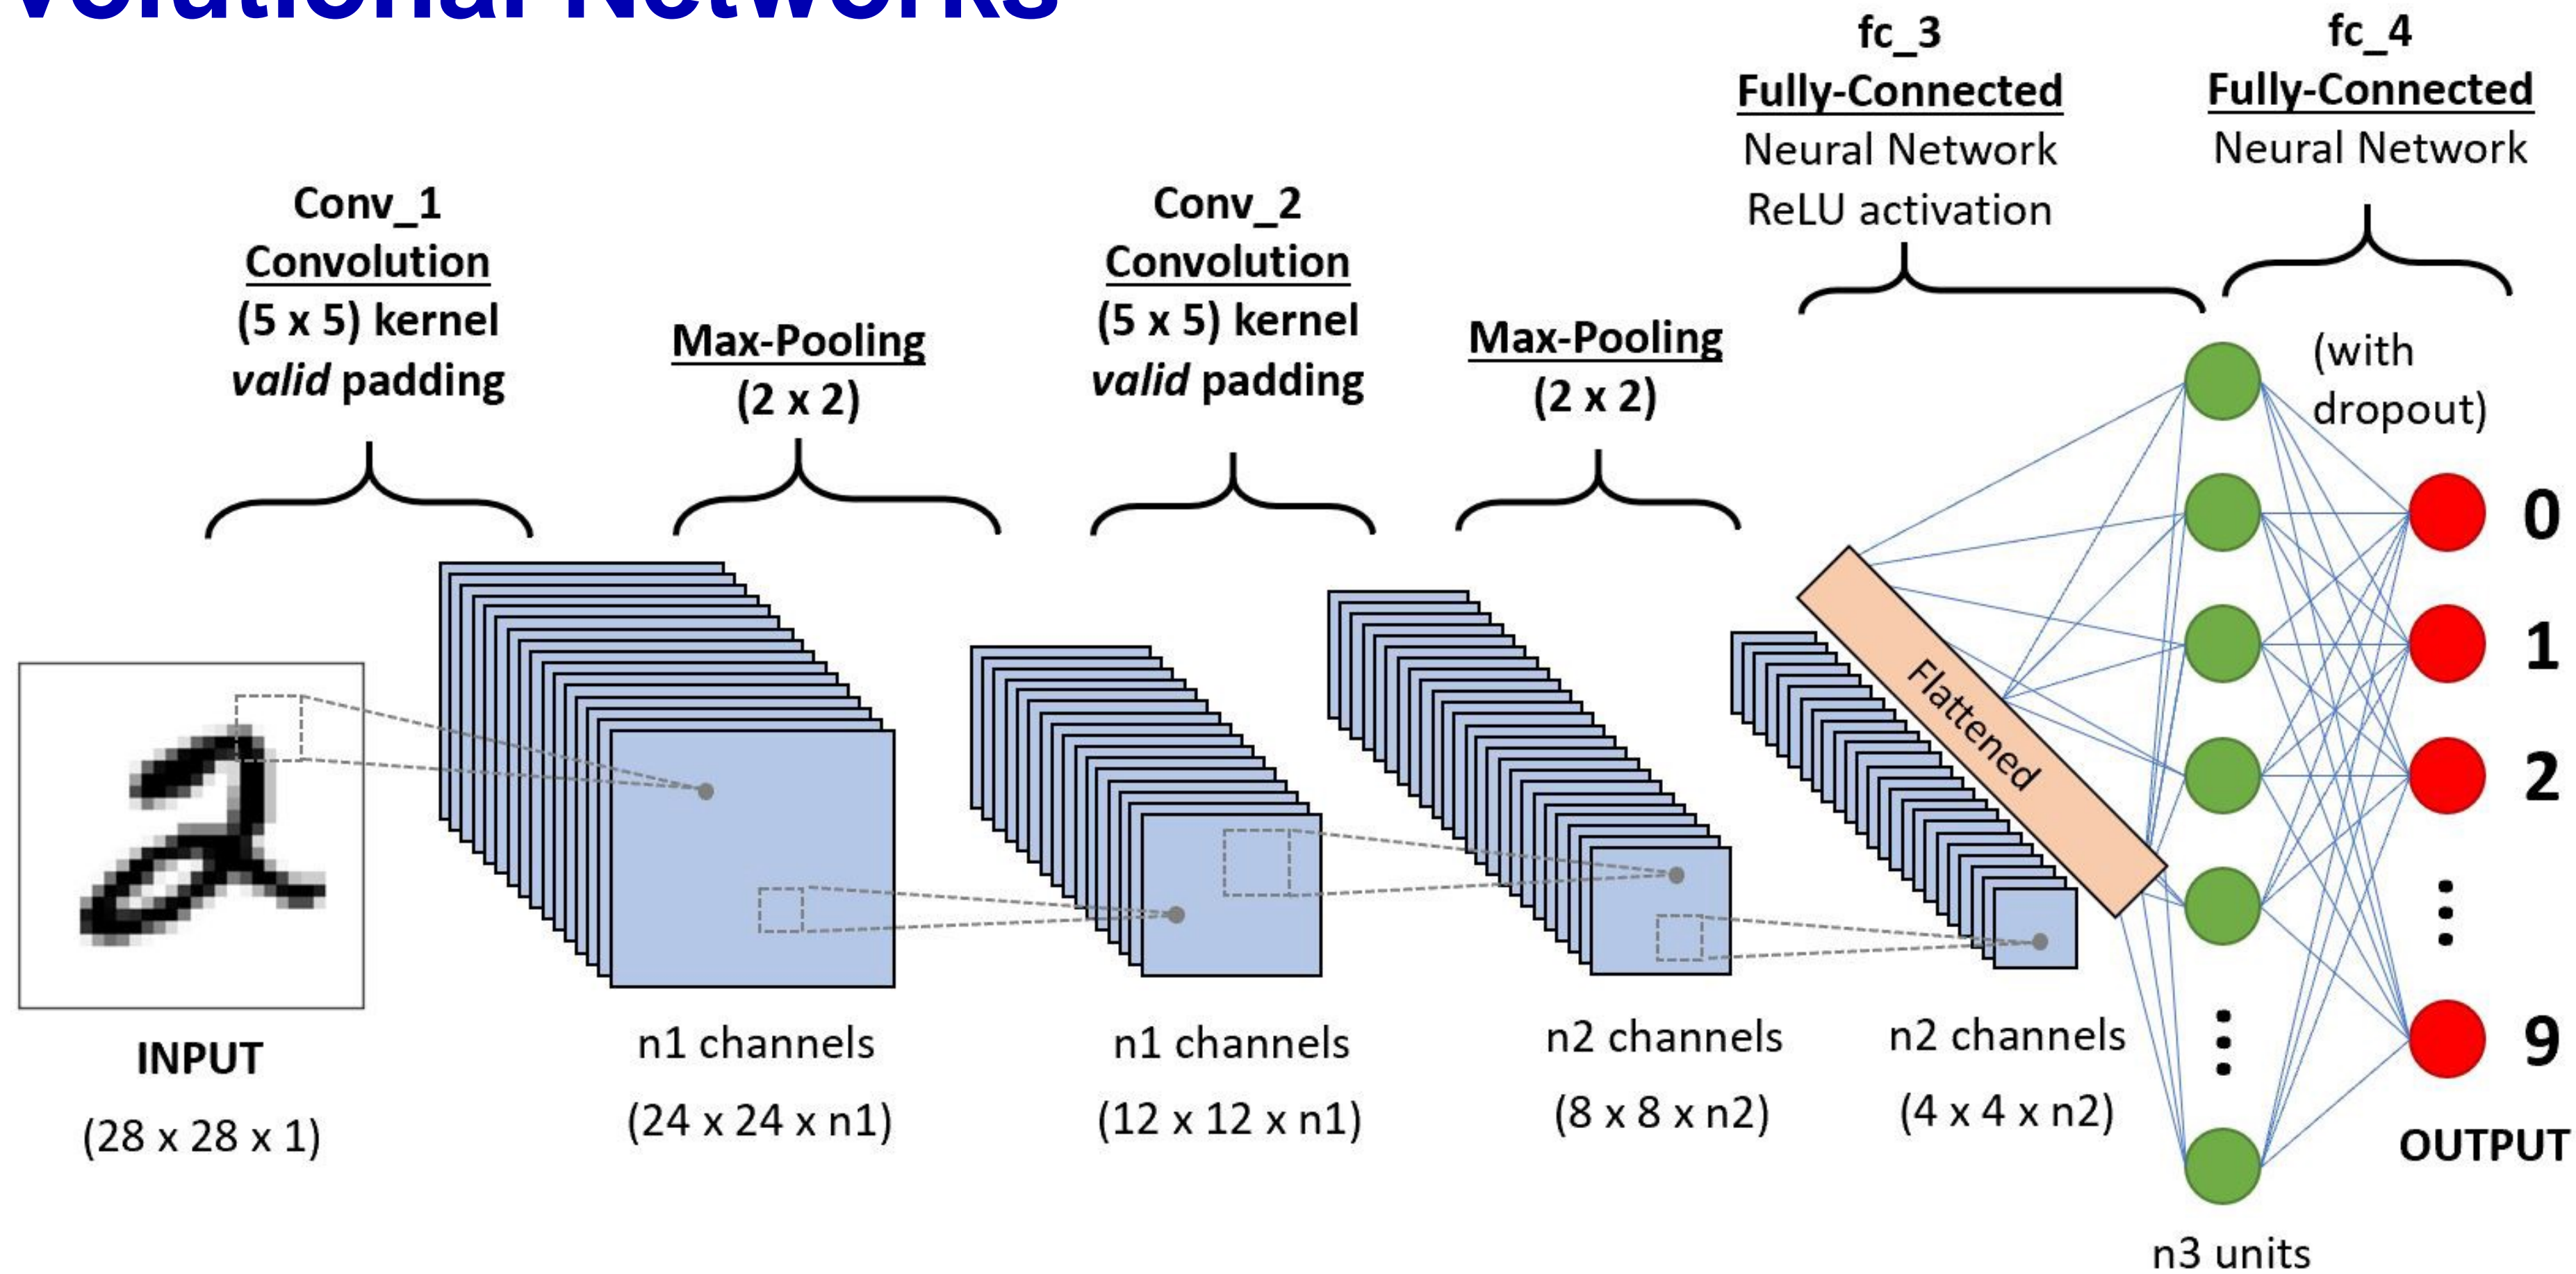 volutional Networks
fc_3
Fully-Connected
Neural Network
ReLU activation
fc_4
Fully-Connected
Neural Network
Conv_1
Convolution
(5 x 5) kernel
valid padding
Max-Pooling
(2 x 2)
Conv_2
Convolution
(5 x 5) kernel
valid padding
Max-Pooling
(2 x 2)
(with
dropout)
0
1
2
9
Flattened
2
INPUT
(28 x 28 x 1)
n1 channels
(24 x 24 x n1)
n1 channels
(12 x 12 x n1)
n2 channels
(8 x 8 x n2)
n2 channels
(4 x 4 x n2)
OUTPUT
n3 units